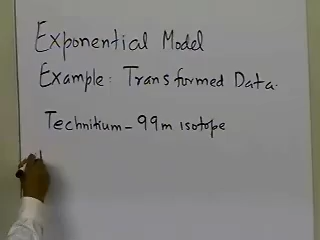 Exponential Model
Example: Transformed Data.
Technitium - 99m isotope